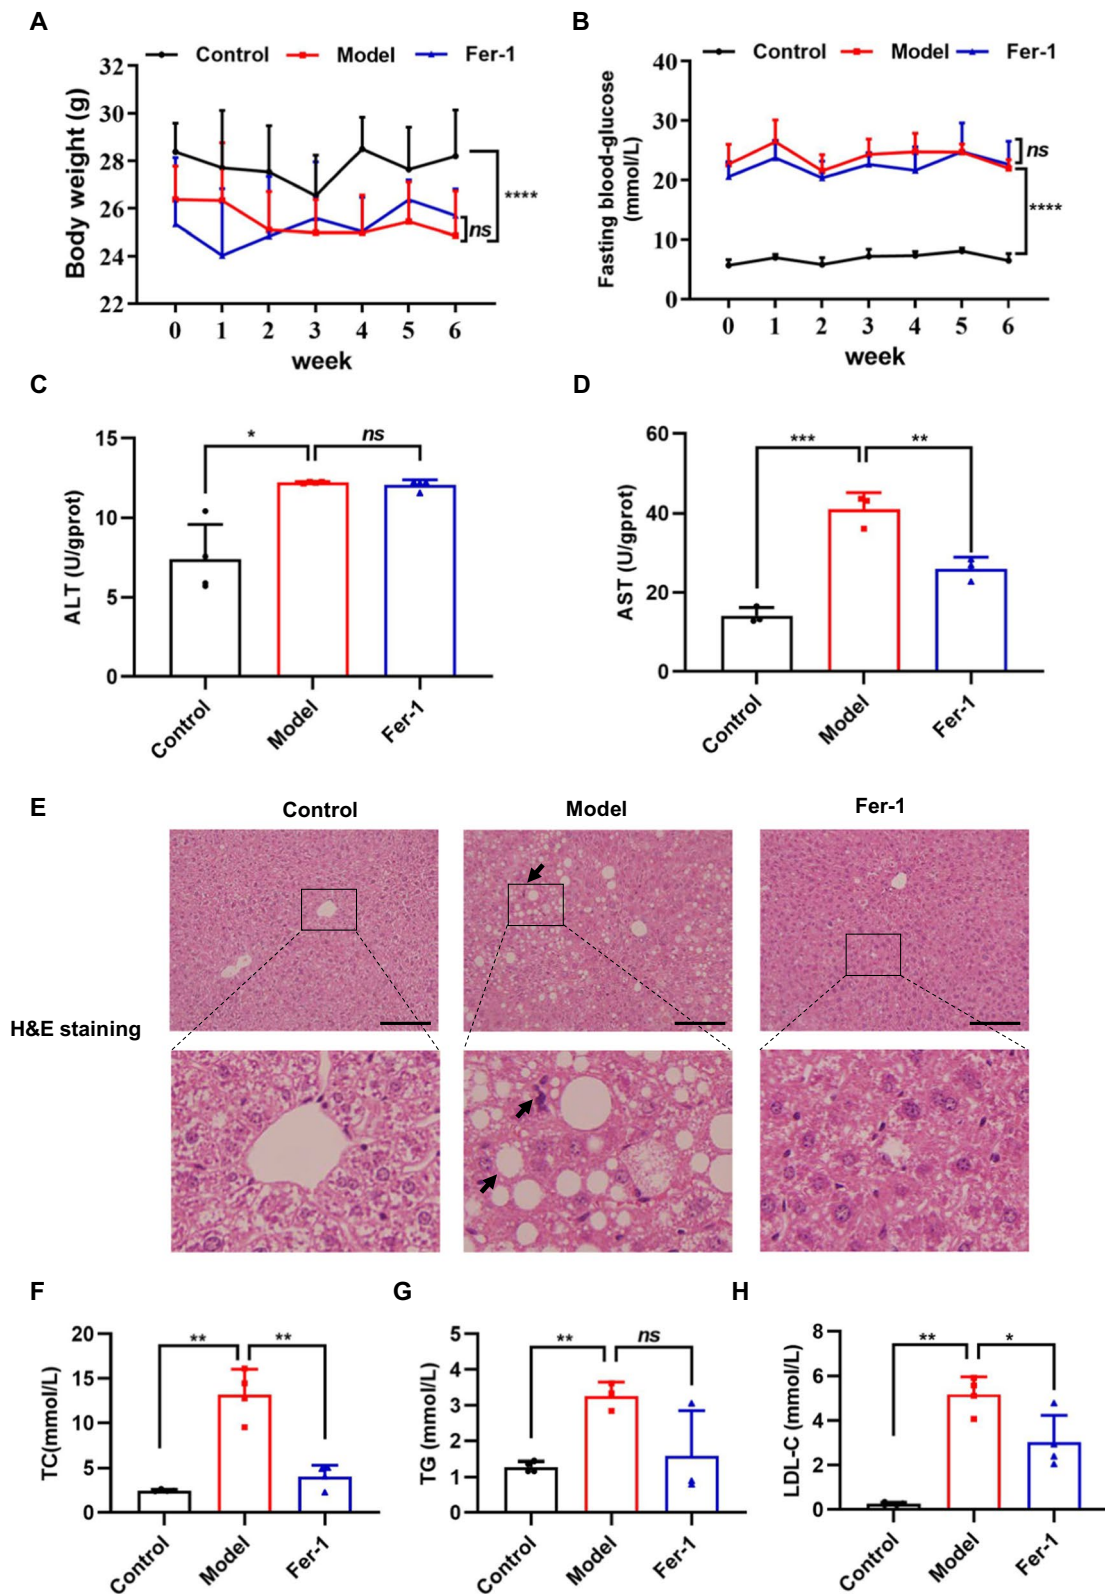 A
Control Model Fer-1
Body weight (g)
32
30
28
26
24
22
0 1 2 3 4 5 6
week
****
ns
B
Control Model Fer-1
Fasting blood-glucose
(mmol/L)
40
30
20
10
0
0 1 2 3 4 5 6
week
ns
****
C
ALT (U/gprot)
15
10
5
0
* ns
Control Model Fer-1
D
AST (U/gprot)
60
40
20
0
*** **
Control Model Fer-1
E
Control Model Fer-1
H&E staining
F
TC(mmol/L)
20
15
10
5
0
** **
Control Model Fer-1
G
TG (mmol/L)
5
4
3
2
1
0
** ns
Control Model Fer-1
H
LDL-C (mmol/L)
8
6
4
2
0
** *
Control Model Fer-1